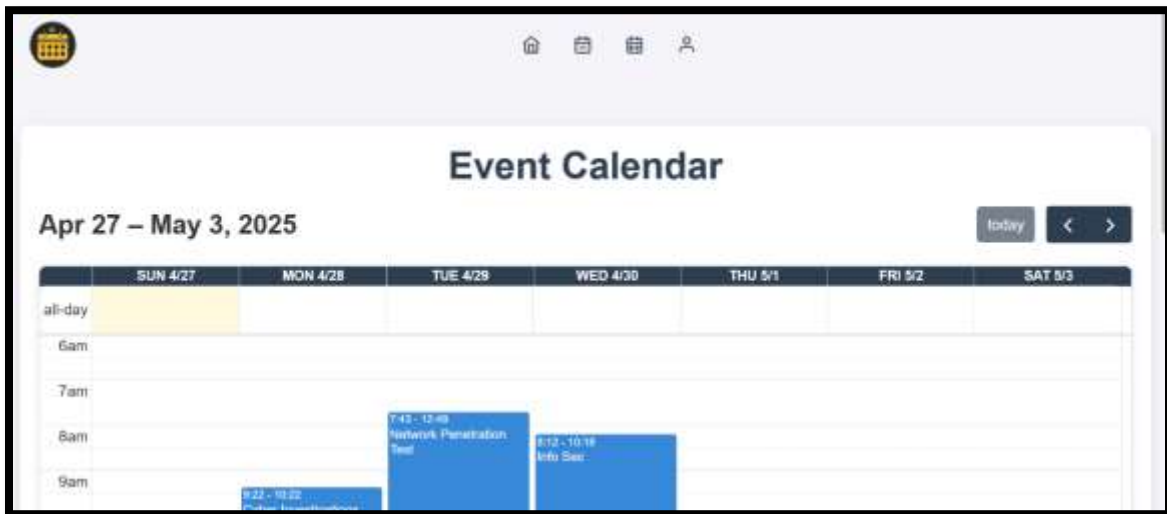 Event Calendar
Apr 27 – May 3, 2025
today
SUN 4/27 MON 4/28 TUE 4/29 WED 4/30 THU 5/1 FRI 5/2 SAT 5/3
all-day
6am
7am
7:43 - 12:49
Network Penetration
Test
8am
8:12 - 10:18
Info Sec
9am
9:22 - 10:22